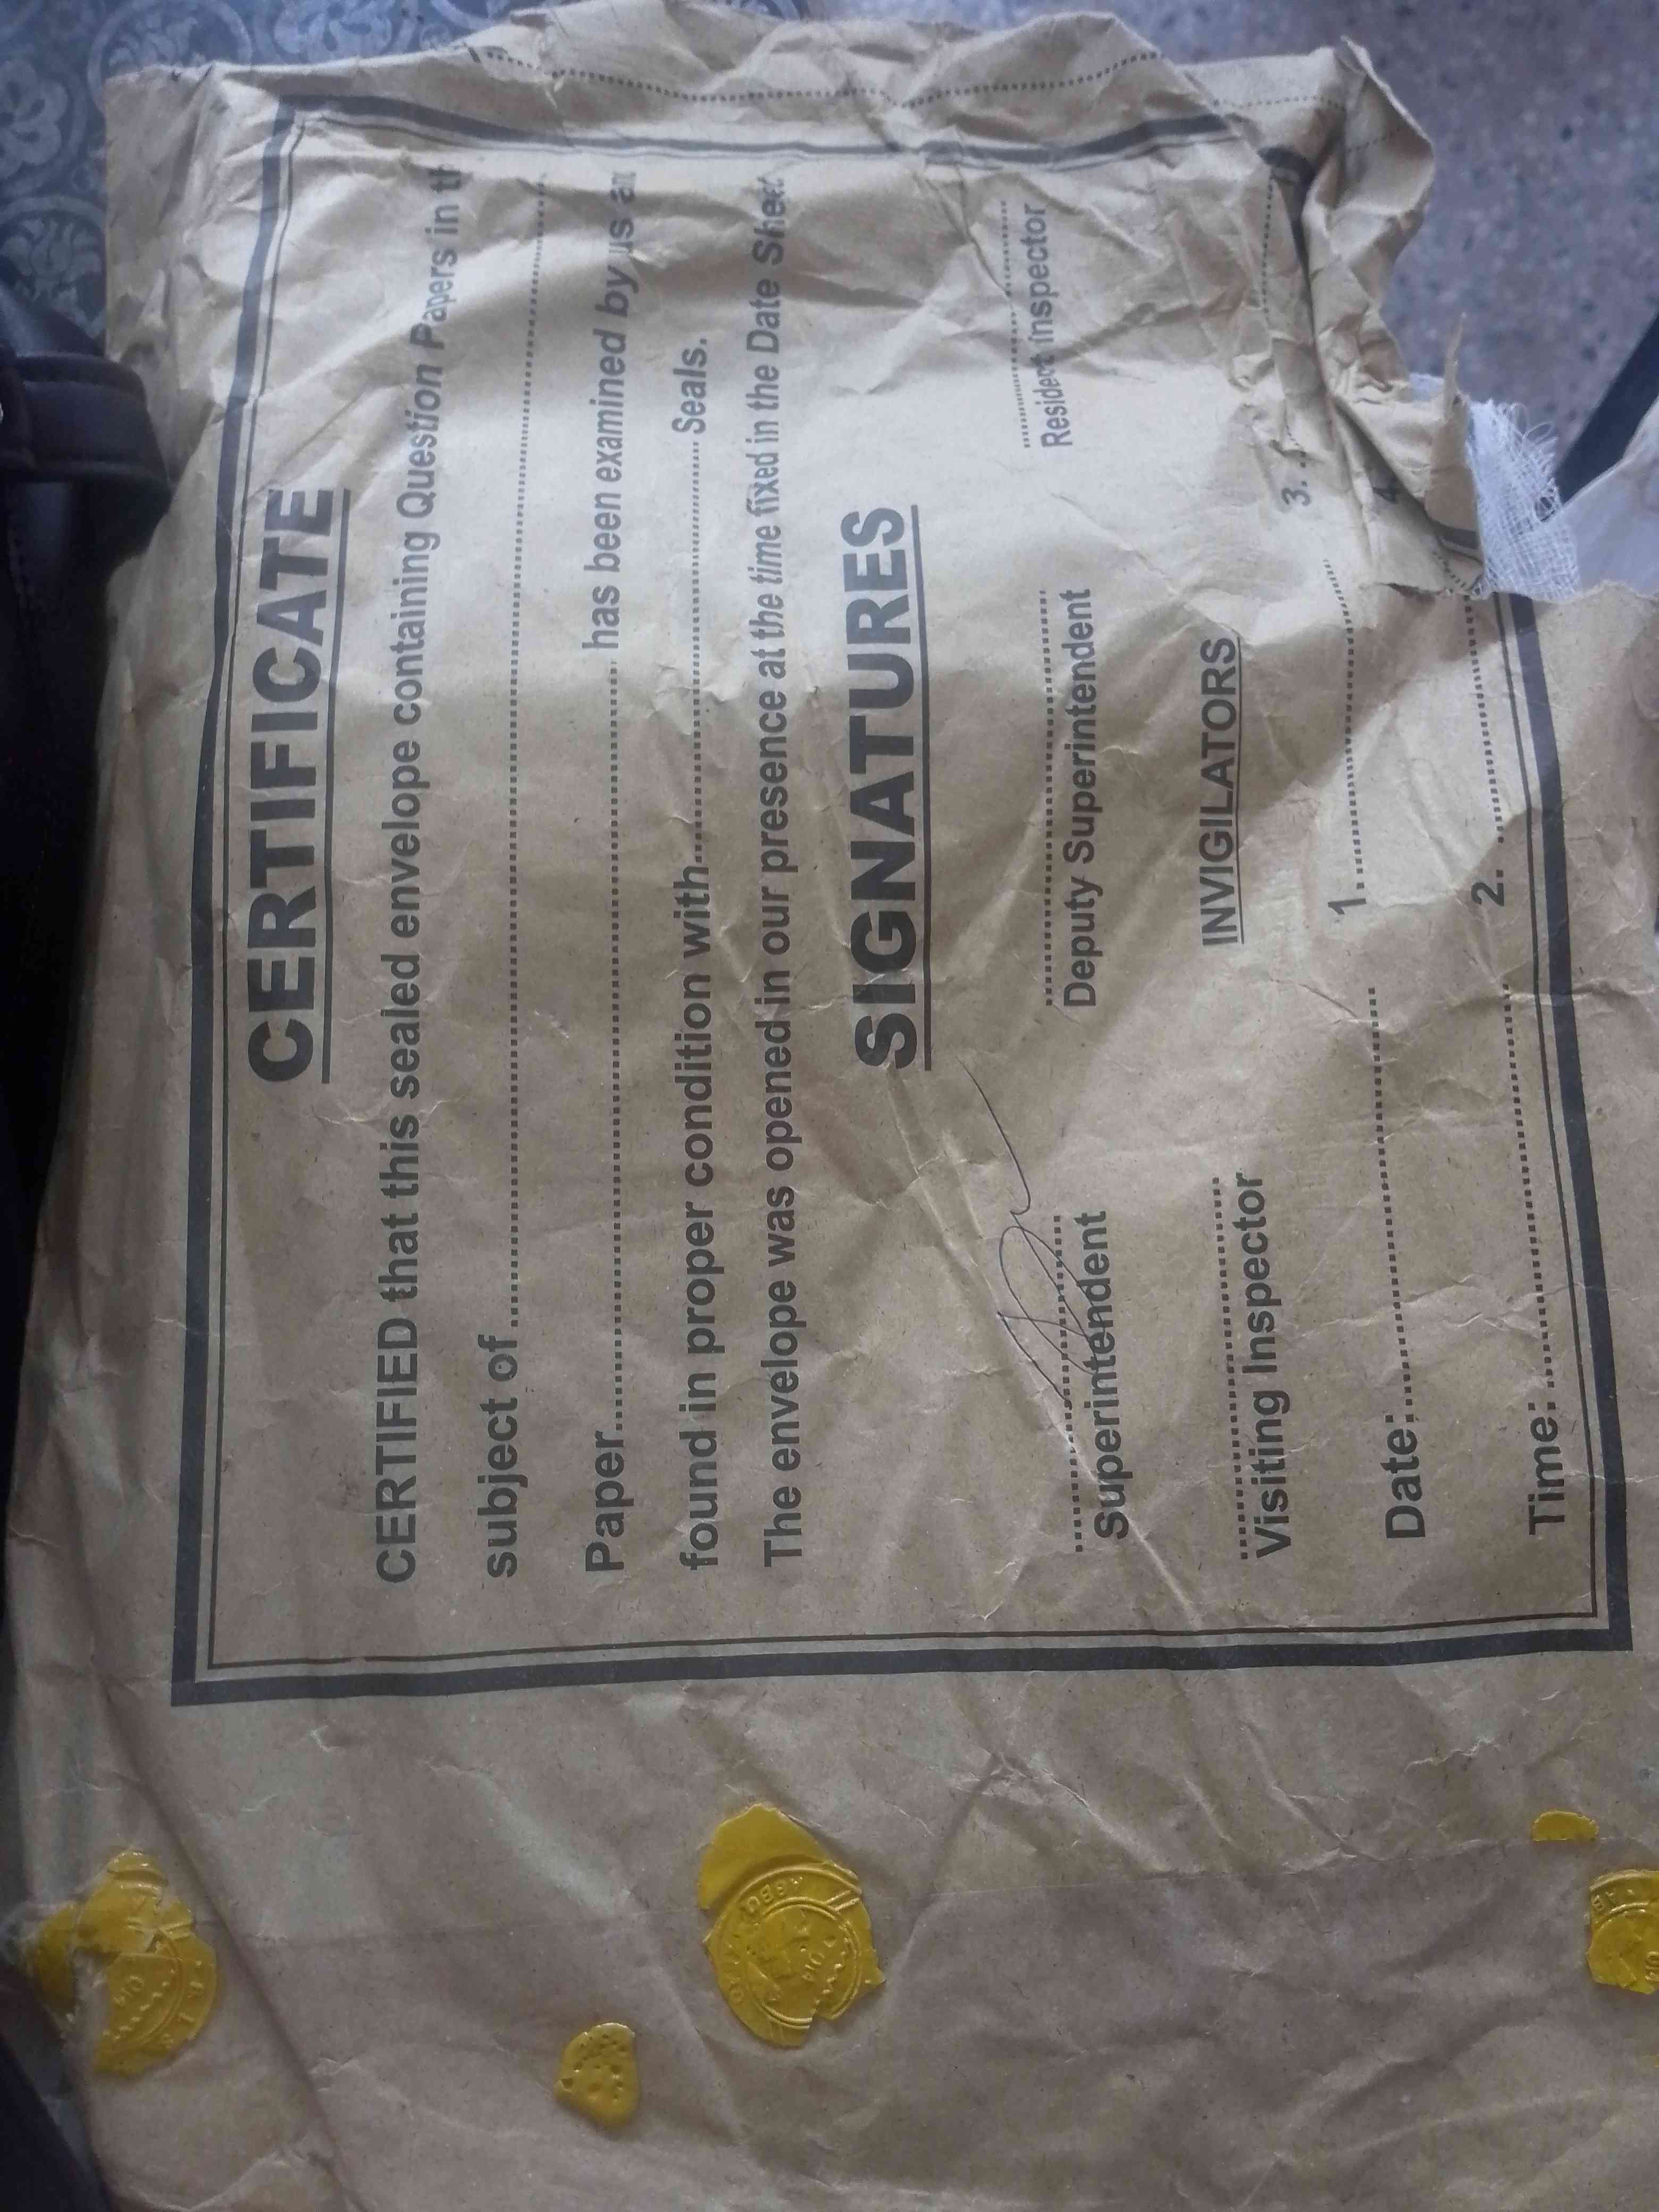 CERTIFICATE
CERTIFIED that this sealed envelope containing Question Papers in th
subject of
Paper has been examined by us an
found in proper condition with Seals.
The envelope was opened in our presence at the time fixed in the Date Sheet
SIGNATURES
Superintendent Deputy Superintendent Resident inspector
Visiting Inspector INVIGILATORS
Date: 1. 3.
Time: 2. 4.